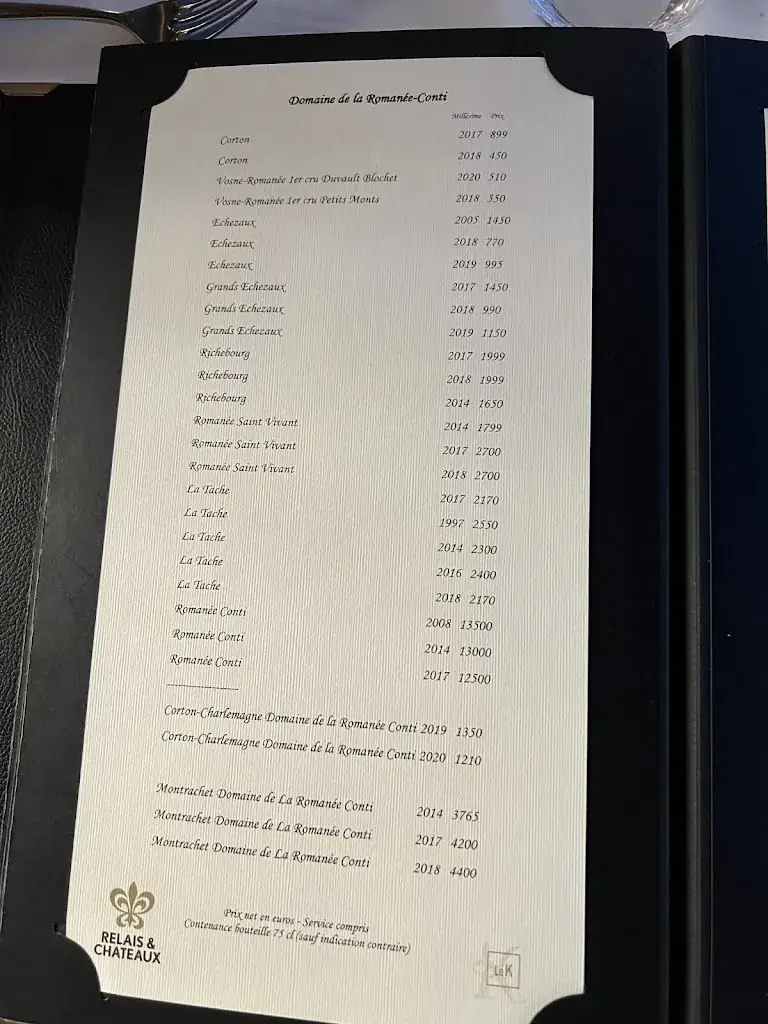 Domaine de la Romanée-Conti
Millésime Prix
Corton 2017 899
Corton 2018 450
Vosne-Romanée 1er cru Duvault Blochet 2020 510
Vosne-Romanée 1er cru Petits Monts 2018 550
Echezaux 2005 1450
Echezaux 2018 770
Echezaux 2019 995
Grands Echezaux 2017 1450
Grands Echezaux 2018 990
Grands Echezaux 2019 1150
Richebourg 2017 1999
Richebourg 2018 1999
Richebourg 2014 1650
Romanée Saint Vivant 2014 1799
Romanée Saint Vivant 2017 2700
Romanée Saint Vivant 2018 2700
La Tache 2017 2170
La Tache 1997 2550
La Tache 2014 2300
La Tache 2016 2400
La Tache 2018 2170
Romanée Conti 2008 13500
Romanée Conti 2014 13000
Romanée Conti 2017 12500
----------------------
Corton-Charlemagne Domaine de la Romanée Conti 2019 1350
Corton-Charlemagne Domaine de la Romanée Conti 2020 1210
Montrachet Domaine de La Romanée Conti 2014 3765
Montrachet Domaine de La Romanée Conti 2017 4200
Montrachet Domaine de La Romanée Conti 2018 4400
Prix net en euros - Service compris
Contenance bouteille 75 cl (sauf indication contraire)
RELAIS &
CHATEAUX
Le K